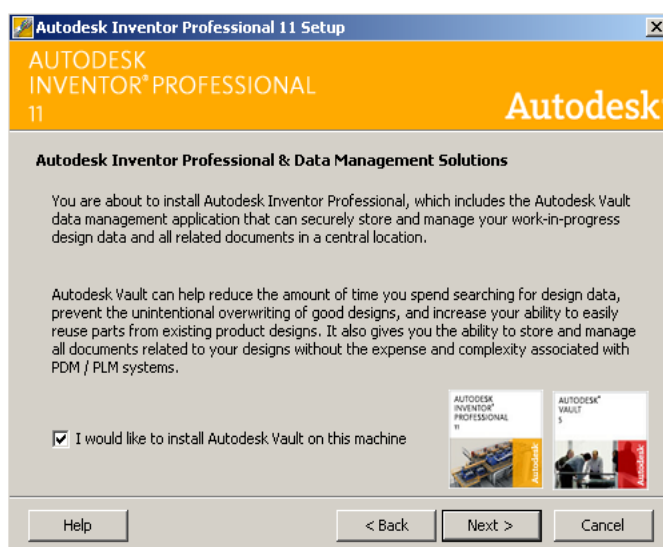 Autodesk Inventor Professional 11 Setup
AUTODESK
INVENTOR® PROFESSIONAL
11
Autodesk
Autodesk Inventor Professional & Data Management Solutions
You are about to install Autodesk Inventor Professional, which includes the Autodesk Vault
data management application that can securely store and manage your work-in-progress
design data and all related documents in a central location.
Autodesk Vault can help reduce the amount of time you spend searching for design data,
prevent the unintentional overwriting of good designs, and increase your ability to easily
reuse parts from existing product designs. It also gives you the ability to store and manage
all documents related to your designs without the expense and complexity associated with
PDM / PLM systems.
AUTODESK
INVENTOR®
PROFESSIONAL
11
Autodesk
AUTODESK®
VAULT
5
Autodesk
I would like to install Autodesk Vault on this machine
Help
< Back
Next >
Cancel